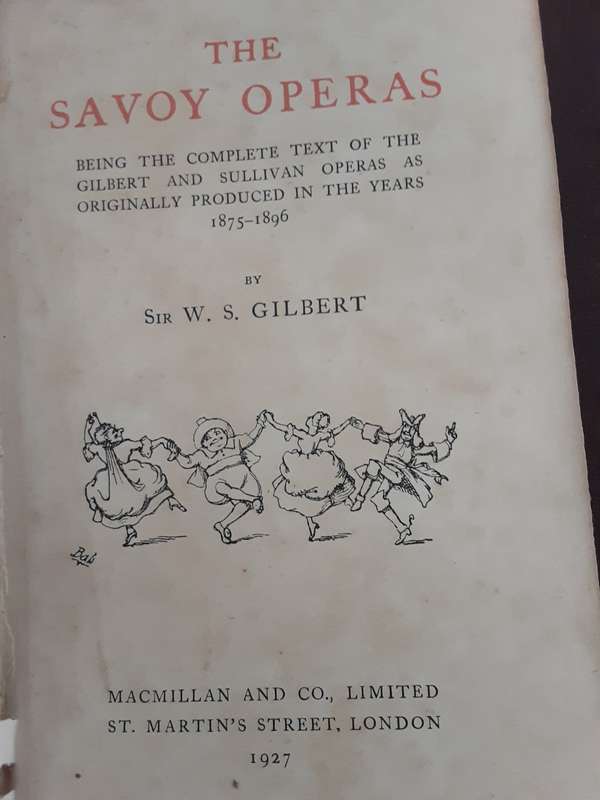 THE
SAVOY OPERAS
BEING THE COMPLETE TEXT OF THE
GILBERT AND SULLIVAN OPERAS AS
ORIGINALLY PRODUCED IN THE YEARS
1875–1896
BY
SIR W. S. GILBERT
Bab
MACMILLAN AND CO., LIMITED
ST. MARTIN'S STREET, LONDON
1927